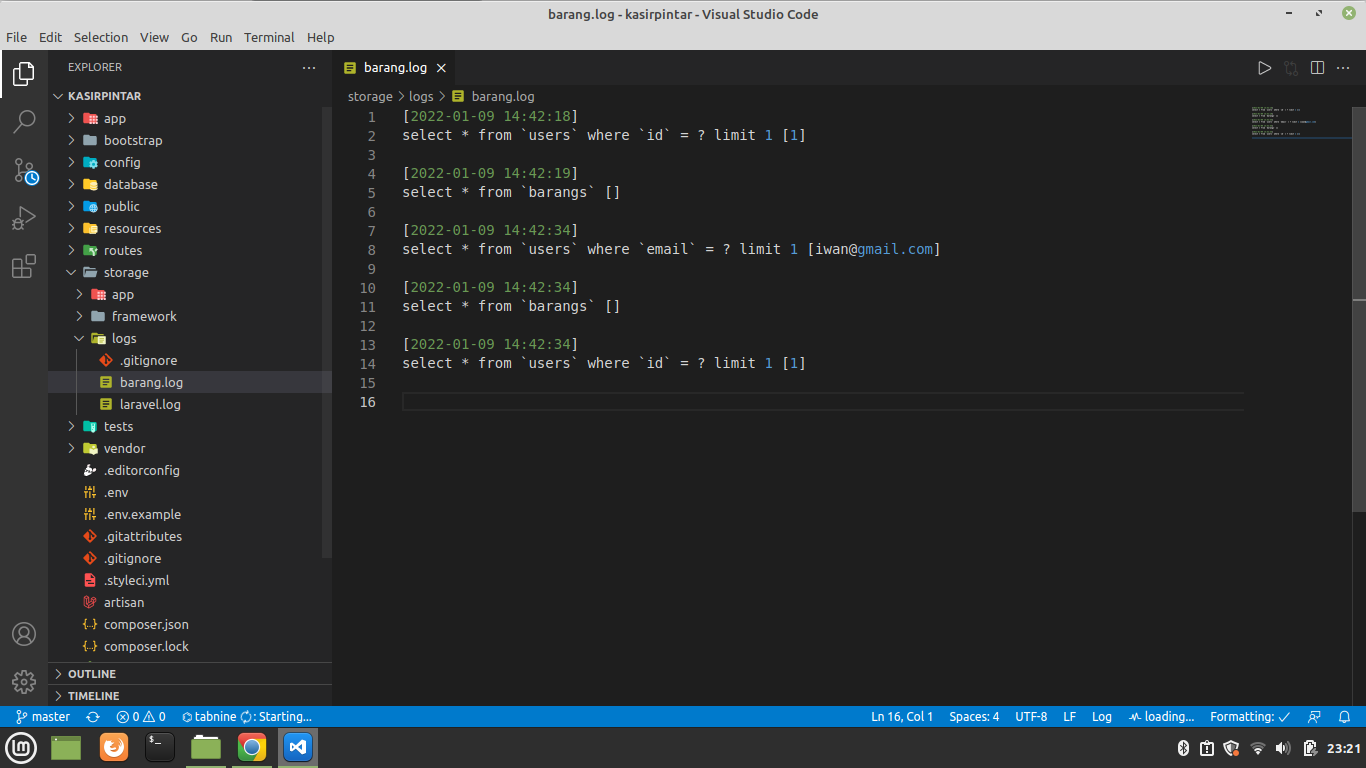 barang.log - kasirpintar - Visual Studio Code
File Edit Selection View Go Run Terminal Help
EXPLORER
KASIRPINTAR
app
bootstrap
config
database
public
resources
routes
storage
app
framework
logs
.gitignore
barang.log
laravel.log
tests
vendor
.editorconfig
.env
.env.example
.gitattributes
.gitignore
.styleci.yml
artisan
composer.json
composer.lock
OUTLINE
TIMELINE
barang.log
storage > logs > barang.log
1 [2022-01-09 14:42:18]
2 select * from `users` where `id` = ? limit 1 [1]
3
4 [2022-01-09 14:42:19]
5 select * from `barangs` []
6
7 [2022-01-09 14:42:34]
8 select * from `users` where `email` = ? limit 1 [iwan@gmail.com]
9
10 [2022-01-09 14:42:34]
11 select * from `barangs` []
12
13 [2022-01-09 14:42:34]
14 select * from `users` where `id` = ? limit 1 [1]
15
16
master 0 0 tabnine : Starting... Ln 16, Col 1 Spaces: 4 UTF-8 LF Log loading... Formatting: ✓
23:21